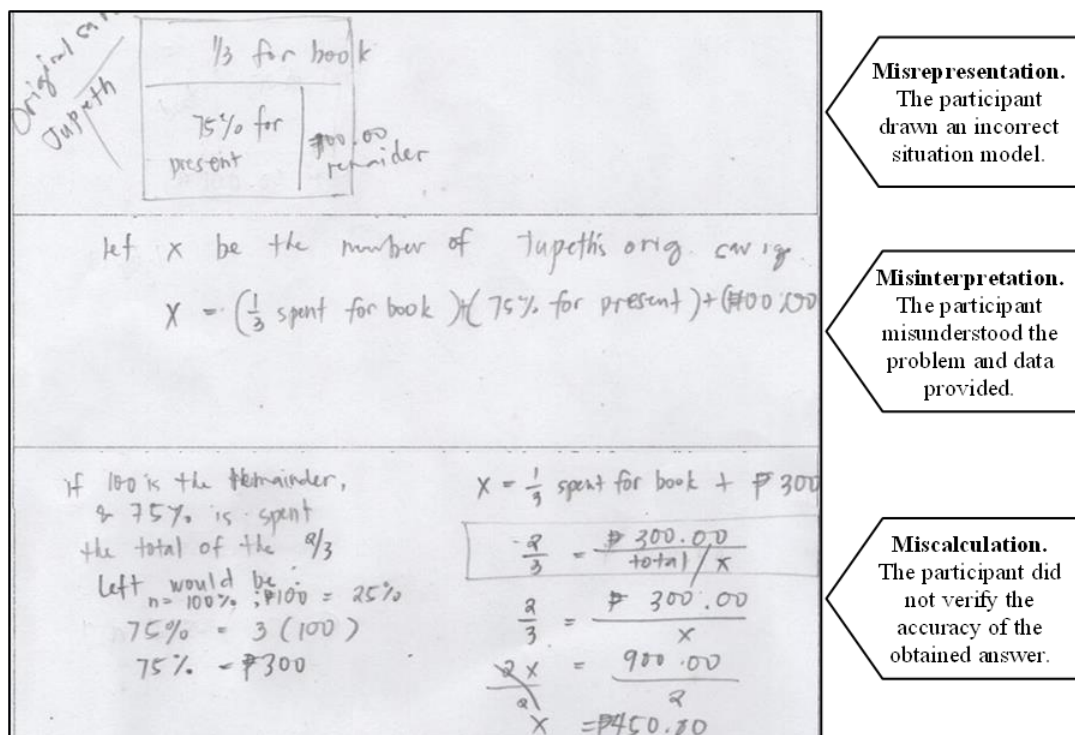 Original
Jupeth
1/3 for book
75% for
present
₱100.00
remainder
Misrepresentation.
The participant
drawn an incorrect
situation model.
let x be the number of Jupeth's orig.
X = (1/3 spent for book)+(75% for present)+(₱100.00
Misinterpretation.
The participant
misunderstood the
problem and data
provided.
if 100 is the remainder,
& 75% is spent
the total of the 2/3
Left would be:
n= 100% ; ₱100 = 25%
75% = 3 (100)
75% = ₱300
X = 1/3 spent for book + ₱300
2/3 = ₱300.00 / total/x
2/3 = ₱ 300.00 / x
2x / 2 = 900.00 / 2
X = ₱450.00
Miscalculation.
The participant did
not verify the
accuracy of the
obtained answer.